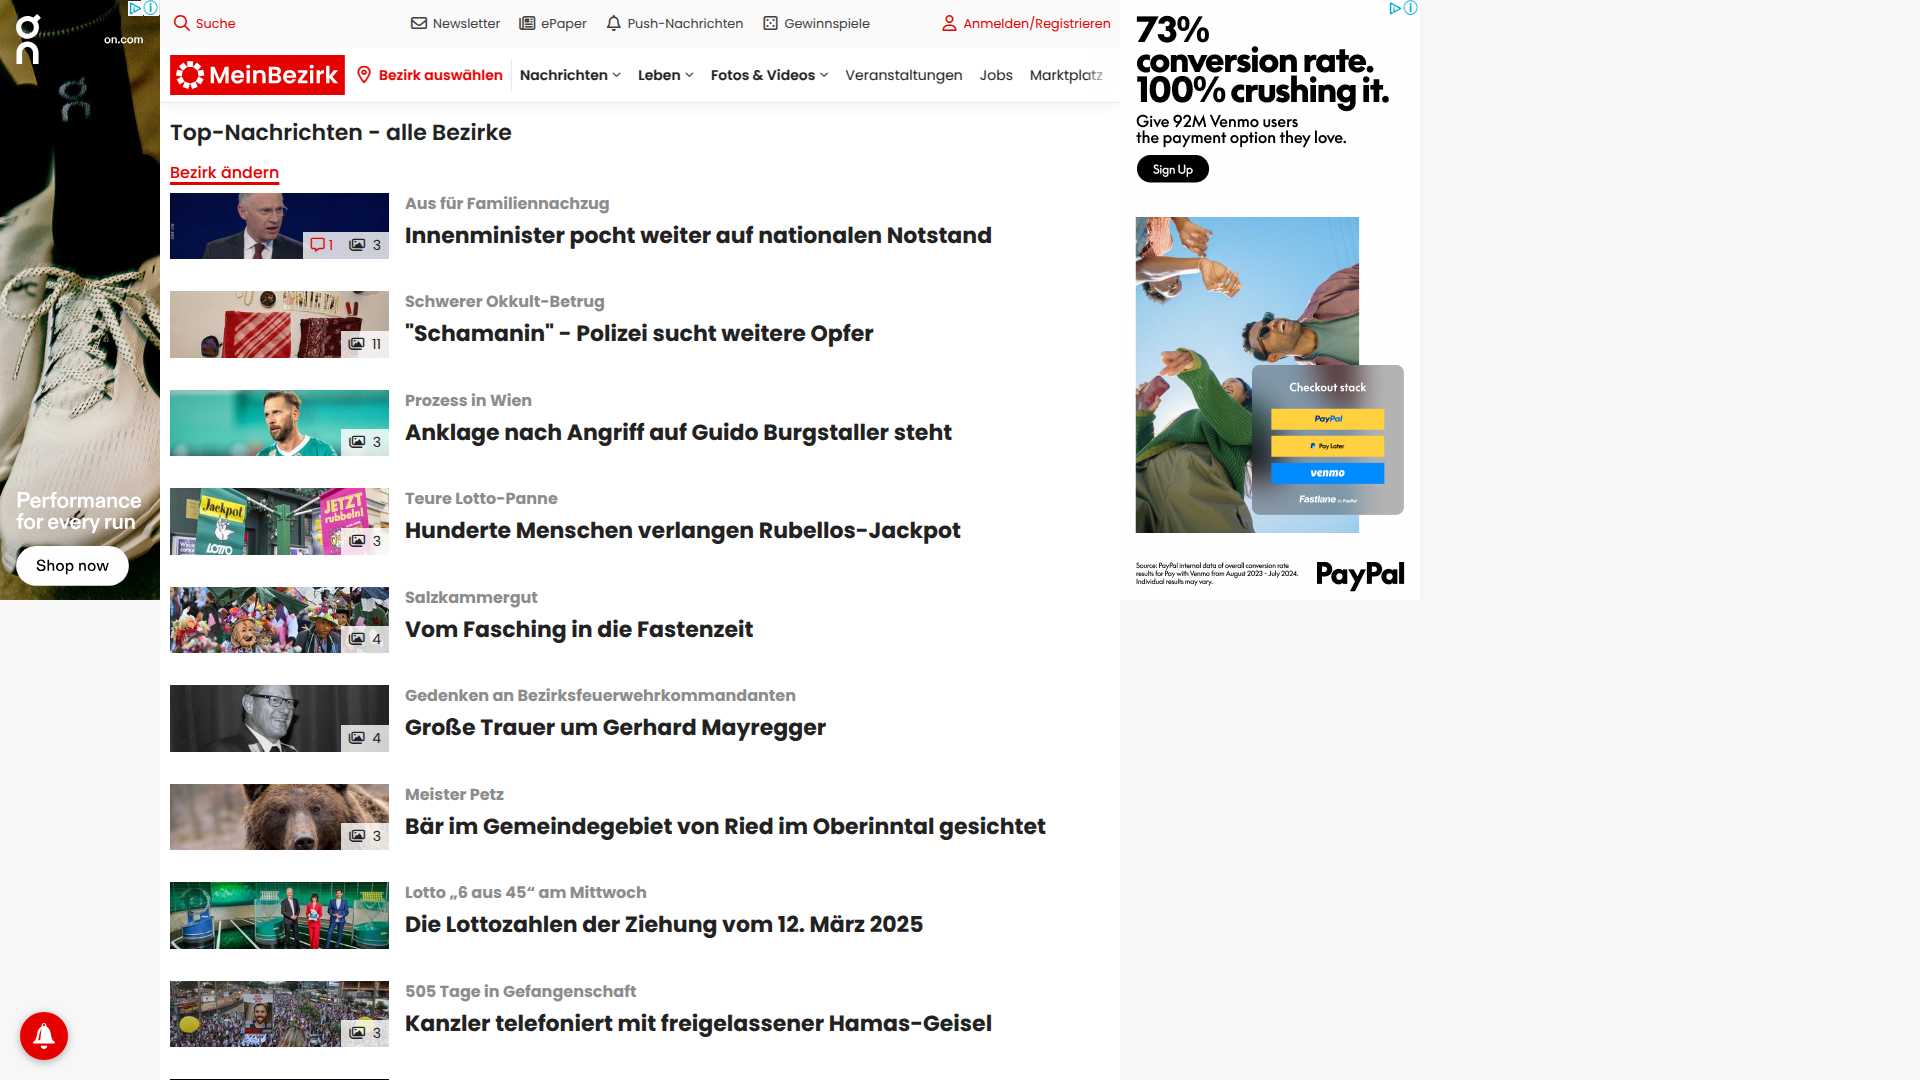 on.com
Performance
for every run
Shop now
Suche
Newsletter
ePaper
Push-Nachrichten
Gewinnspiele
Anmelden/Registrieren
MeinBezirk
Bezirk auswählen
Nachrichten
Leben
Fotos & Videos
Veranstaltungen
Jobs
Marktplatz
Top-Nachrichten - alle Bezirke
Bezirk ändern
1
3
Aus für Familiennachzug
Innenminister pocht weiter auf nationalen Notstand
11
Schwerer Okkult-Betrug
"Schamanin" - Polizei sucht weitere Opfer
3
Prozess in Wien
Anklage nach Angriff auf Guido Burgstaller steht
Jackpot
LOTTO
JETZT
rubbeln!
3
Teure Lotto-Panne
Hunderte Menschen verlangen Rubellos-Jackpot
4
Salzkammergut
Vom Fasching in die Fastenzeit
4
Gedenken an Bezirksfeuerwehrkommandanten
Große Trauer um Gerhard Mayregger
3
Meister Petz
Bär im Gemeindegebiet von Ried im Oberinntal gesichtet
Lotto „6 aus 45“ am Mittwoch
Die Lottozahlen der Ziehung vom 12. März 2025
3
505 Tage in Gefangenschaft
Kanzler telefoniert mit freigelassener Hamas-Geisel
73%
conversion rate.
100% crushing it.
Give 92M Venmo users
the payment option they love.
Sign Up
Checkout stack
PayPal
Pay Later
venmo
Fastlane by PayPal
Source: PayPal internal data of overall conversion rate
results for Pay with Venmo from August 2023 - July 2024.
Individual results may vary.
PayPal